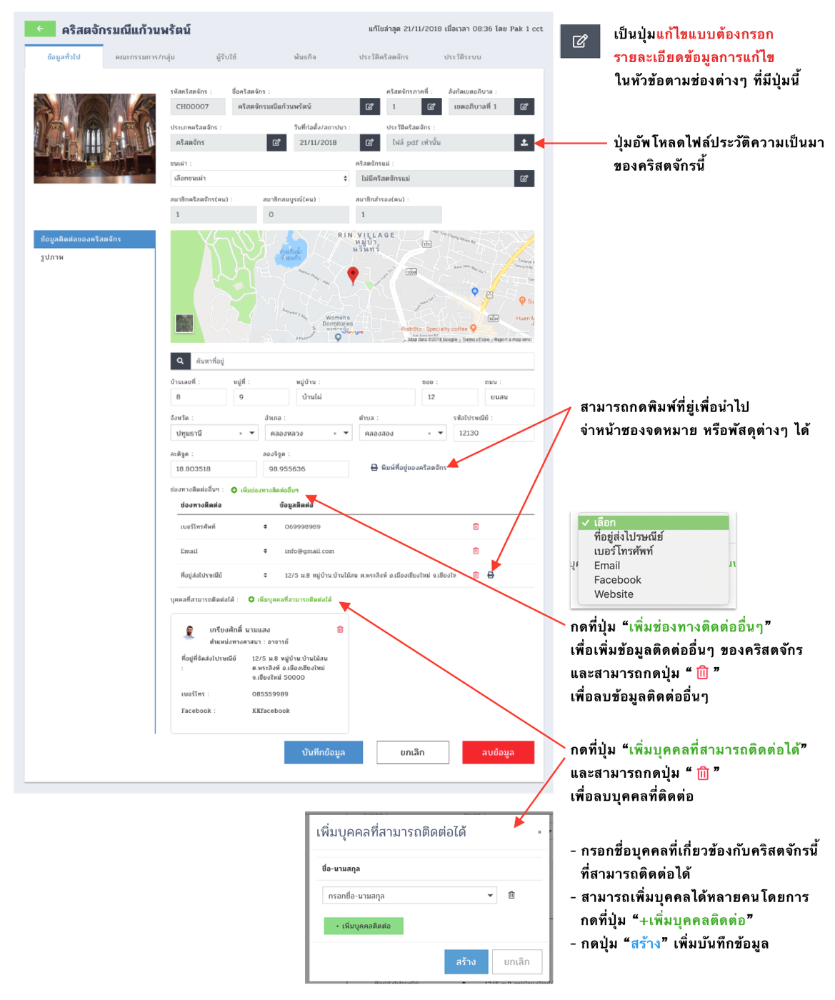 คริสตจักรมณีแก้วนพรัตน์
แก้ไขล่าสุด 21/11/2018 เมื่อเวลา 08:36 โดย Pak 1 cct
ข้อมูลทั่วไป
คณะกรรมการ/กลุ่ม
ผู้รับใช้
พันธกิจ
ประวัติคริสตจักร
ประวัติระบบ
รหัสคริสตจักร :
ชื่อคริสตจักร :
คริสตจักรภาคที่ :
สังกัดเขตอภิบาล :
CH00007
คริสตจักรมณีแก้วนพรัตน์
1
เขตอภิบาลที่ 1
ประเภทคริสตจักร :
วันที่ก่อตั้ง/สถาปนา :
ประวัติคริสตจักร :
คริสตจักร
21/11/2018
ไฟล์ pdf เท่านั้น
ชนเผ่า :
คริสตจักรแม่ :
เลือกชนเผ่า
ไม่มีคริสตจักรแม่
สมาชิกคริสตจักร(คน) :
สมาชิกสมบูรณ์(คน) :
สมาชิกสำรอง(คน) :
1
0
1
ข้อมูลติดต่อของคริสตจักร
รูปภาพ
RIN VILLAGE
หมู่บ้า
นรินทร์
อ่างเก็บน้ำ
ห้วยแก้ว
Women's
Dormitories
หอพักหญิง
Google
Ristr8to - Specialty coffee
Huen M
Map data ©2018 Google
Terms of Use
Report a map error
ค้นหาที่อยู่
บ้านเลขที่ :
หมู่ที่ :
หมู่บ้าน :
ซอย :
ถนน :
8
9
บ้านไผ่
12
ยนสน
จังหวัด :
อำเภอ :
ตำบล :
รหัสไปรษณีย์ :
ปทุมธานี ×
คลองหลวง ×
คลองสอง ×
12130
ละติจูด :
ลองจิจูด :
18.803518
98.955636
พิมพ์ที่อยู่ของคริสตจักร
ช่องทางติดต่ออื่นๆ :
เพิ่มช่องทางติดต่ออื่นๆ
ช่องทางติดต่อ
ข้อมูลติดต่อ
เบอร์โทรศัพท์
069998989
Email
info@gmail.com
ที่อยู่ส่งไปรษณีย์
12/5 ม.8 หมู่บ้าน.บ้านไม้สน ต.พระสิงห์ อ.เมืองเชียงใหม่ จ.เชียงให
บุคคลที่สามารถติดต่อได้ :
เพิ่มบุคคลที่สามารถติดต่อได้
เกรียงศักดิ์ นามแสง
ตำแหน่งทางศาสนา : อาจารย์
ที่อยู่ที่จัดส่งไปรษณีย์ :
12/5 ม.8 หมู่บ้าน.บ้านไม้สน
ต.พระสิงห์ อ.เมืองเชียงใหม่
จ.เชียงใหม่ 50000
เบอร์โทร :
085559989
Facebook :
KKfacebook
บันทึกข้อมูล
ยกเลิก
ลบข้อมูล
เพิ่มบุคคลที่สามารถติดต่อได้
×
ชื่อ-นามสกุล
กรอกชื่อ-นามสกุล
+ เพิ่มบุคคลติดต่อ
สร้าง
ยกเลิก
เป็นปุ่มแก้ไขแบบต้องกรอก
รายละเอียดข้อมูลการแก้ไข
ในหัวข้อตามช่องต่างๆ ที่มีปุ่มนี้
ปุ่มอัพโหลดไฟล์ประวัติความเป็นมา
ของคริสตจักรนี้
สามารถกดพิมพ์ที่ยู่เพื่อนำไป
จ่าหน้าซองจดหมาย หรือพัสดุต่างๆ ได้
✓ เลือก
ที่อยู่ส่งไปรษณีย์
เบอร์โทรศัพท์
Email
Facebook
Website
กดที่ปุ่ม “เพิ่มช่องทางติดต่ออื่นๆ”
เพื่อเพิ่มข้อมูลติดต่ออื่นๆ ของคริสตจักร
และสามารถกดปุ่ม “ ”
เพื่อลบข้อมูลติดต่ออื่นๆ
กดที่ปุ่ม “เพิ่มบุคคลที่สามารถติดต่อได้”
และสามารถกดปุ่ม “ ”
เพื่อลบบุคคลที่ติดต่อ
- กรอกชื่อบุคคลที่เกี่ยวข้องกับคริสตจักรนี้
ที่สามารถติดต่อได้
- สามารถเพิ่มบุคคลได้หลายคนโดยการ
กดที่ปุ่ม “+เพิ่มบุคคลติดต่อ”
- กดปุ่ม “สร้าง” เพิ่มบันทึกข้อมูล